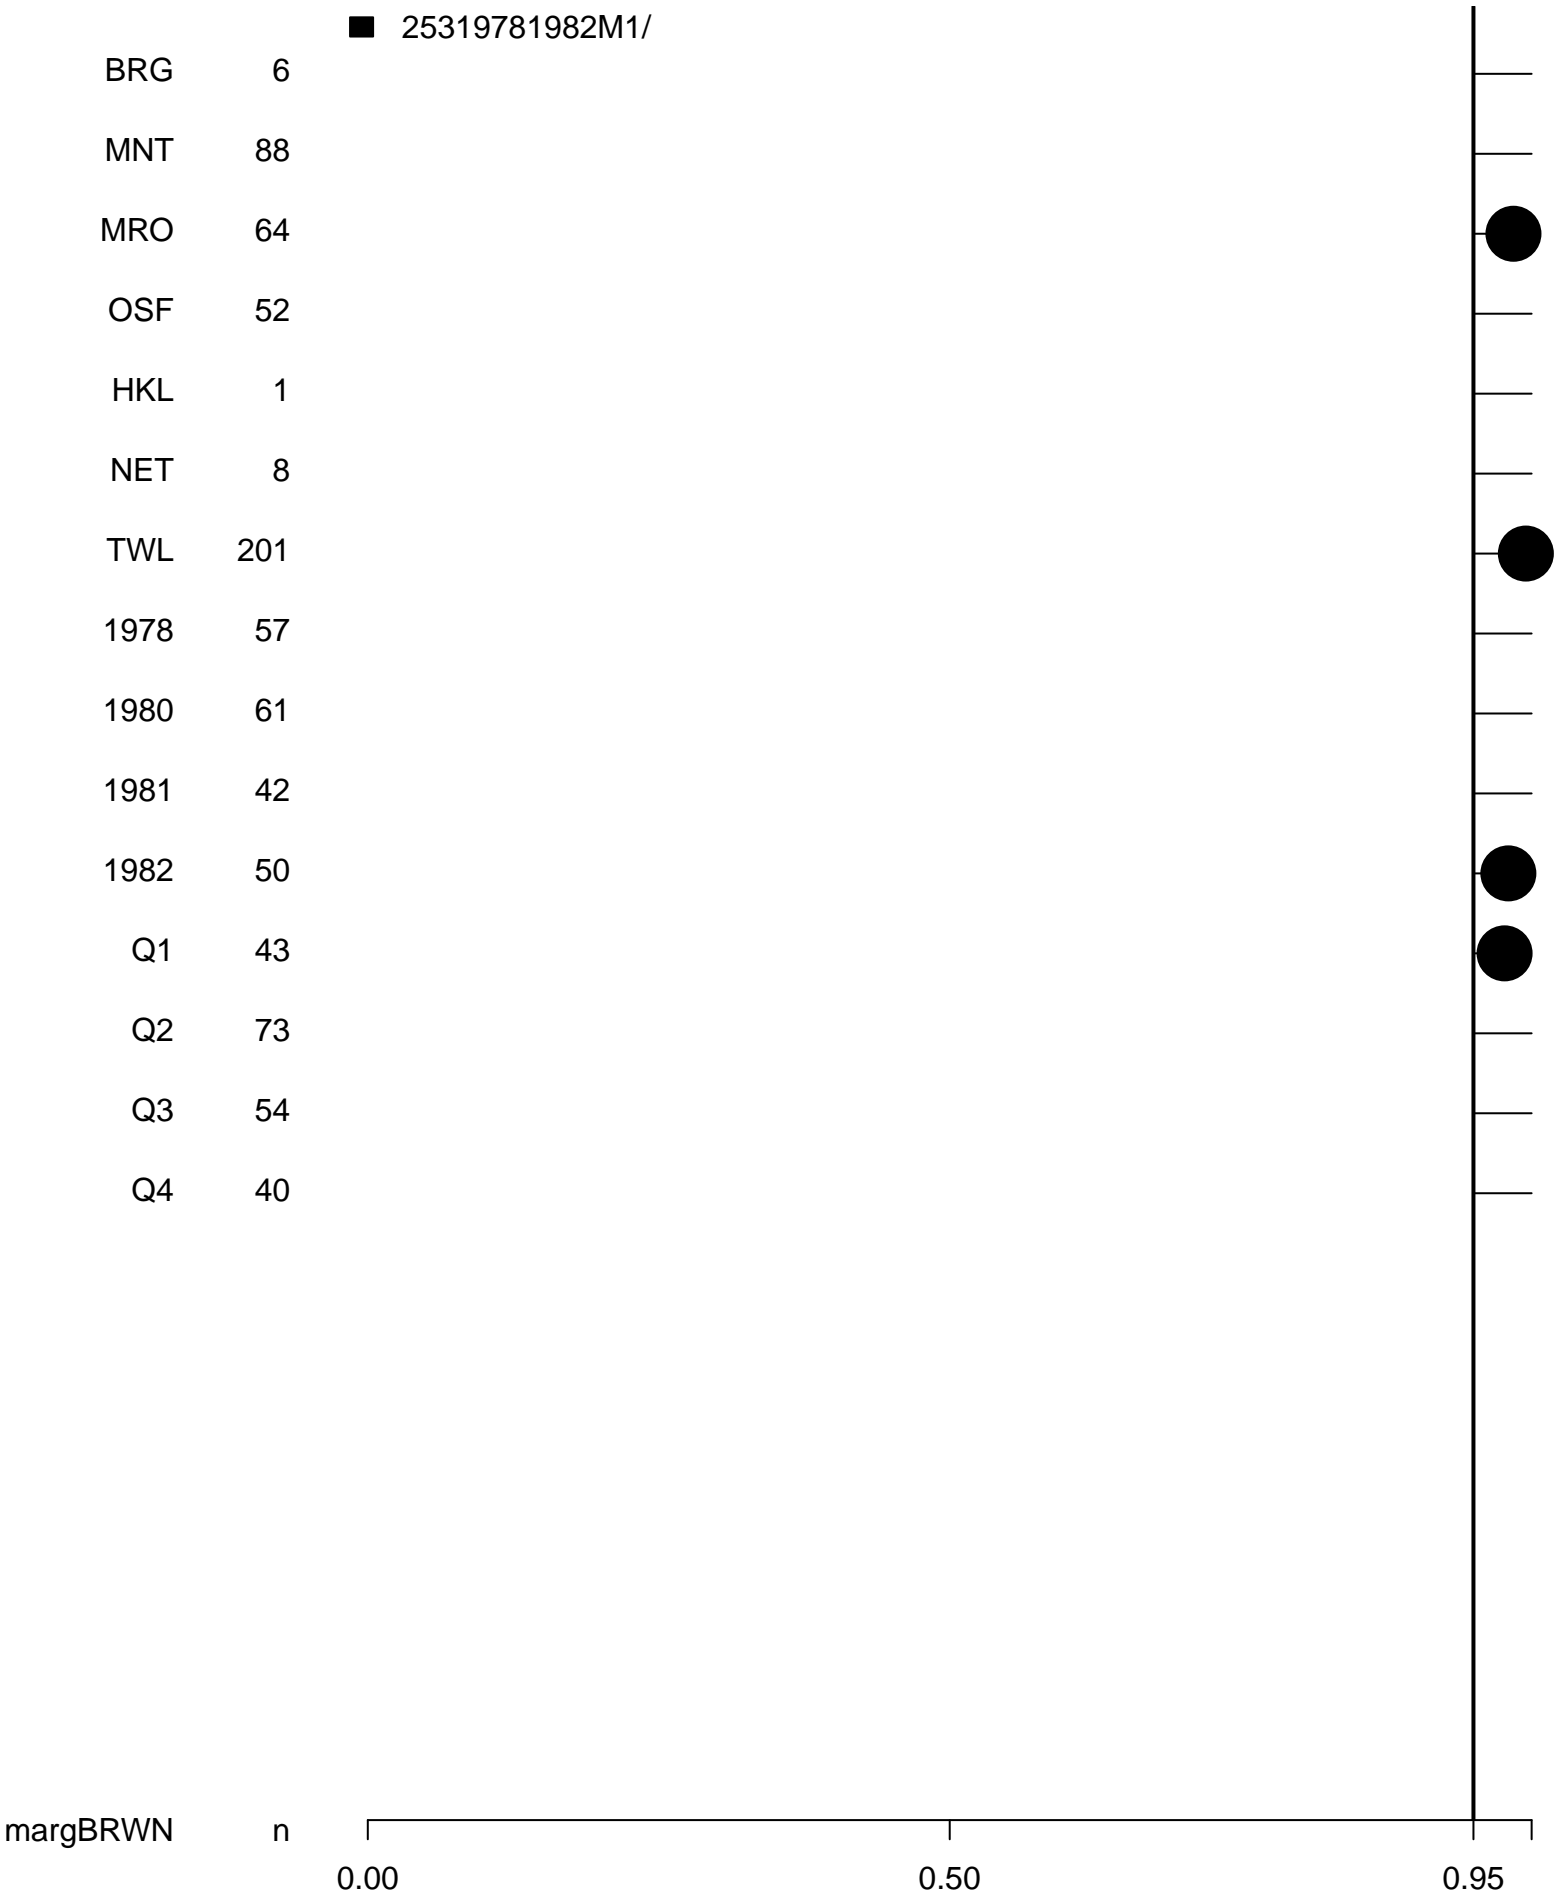 25319781982M1/
BRG 6
MNT 88
MRO 64
OSF 52
HKL 1
NET 8
TWL 201
1978 57
1980 61
1981 42
1982 50
Q1 43
Q2 73
Q3 54
Q4 40
margBRWN n
0.00 0.50 0.95